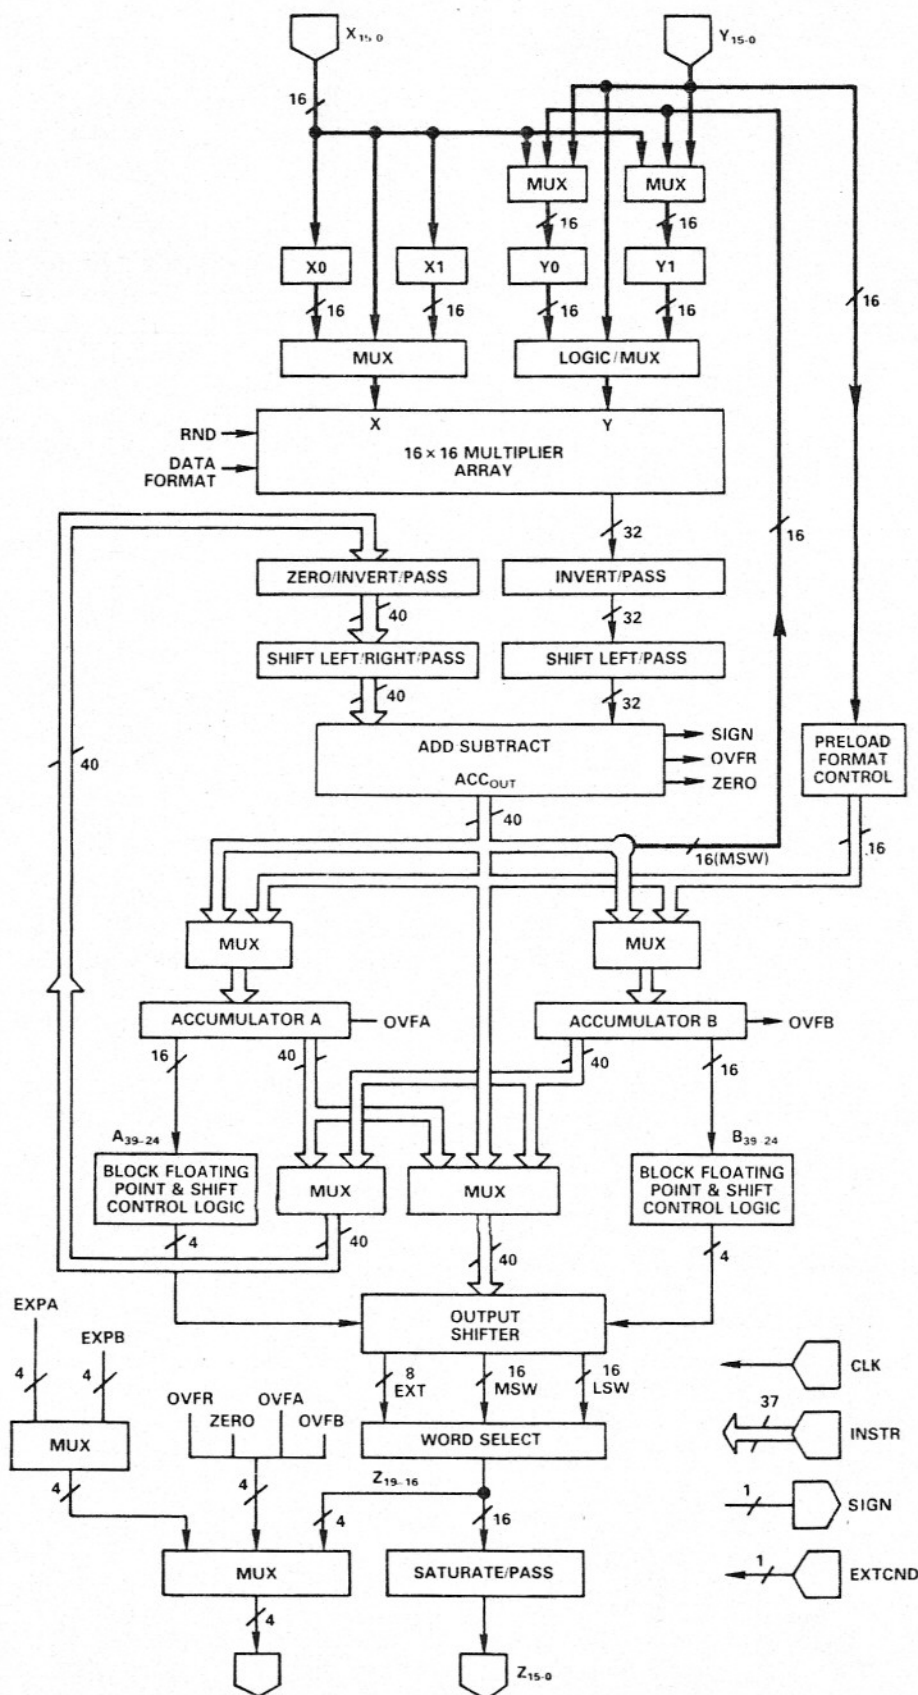 X15-0 Y15-0
16
MUX MUX
16 16
X0 X1 Y0 Y1
16 16 16 16 16
MUX LOGIC/MUX
X Y
RND
16 × 16 MULTIPLIER
ARRAY
DATA
FORMAT
32 16
ZERO/INVERT/PASS INVERT/PASS
40 32
SHIFT LEFT/RIGHT/PASS SHIFT LEFT/PASS
40 32
ADD SUBTRACT
ACCOUT
SIGN
OVFR
ZERO
PRELOAD
FORMAT
CONTROL
40
40 16(MSW) 16
MUX MUX
ACCUMULATOR A OVFA ACCUMULATOR B OVFB
16 40 40 16
A39-24 B39-24
BLOCK FLOATING
POINT & SHIFT
CONTROL LOGIC
MUX MUX
BLOCK FLOATING
POINT & SHIFT
CONTROL LOGIC
4 40 40 4
OUTPUT
SHIFTER
EXPA
EXPB
4 4
8
EXT
16
MSW
16
LSW
CLK
OVFR OVFA
ZERO OVFB
MUX WORD SELECT
37
INSTR
4 4 Z19-16 4 16
1 SIGN
MUX SATURATE/PASS
1 EXTCND
4
Z15-0